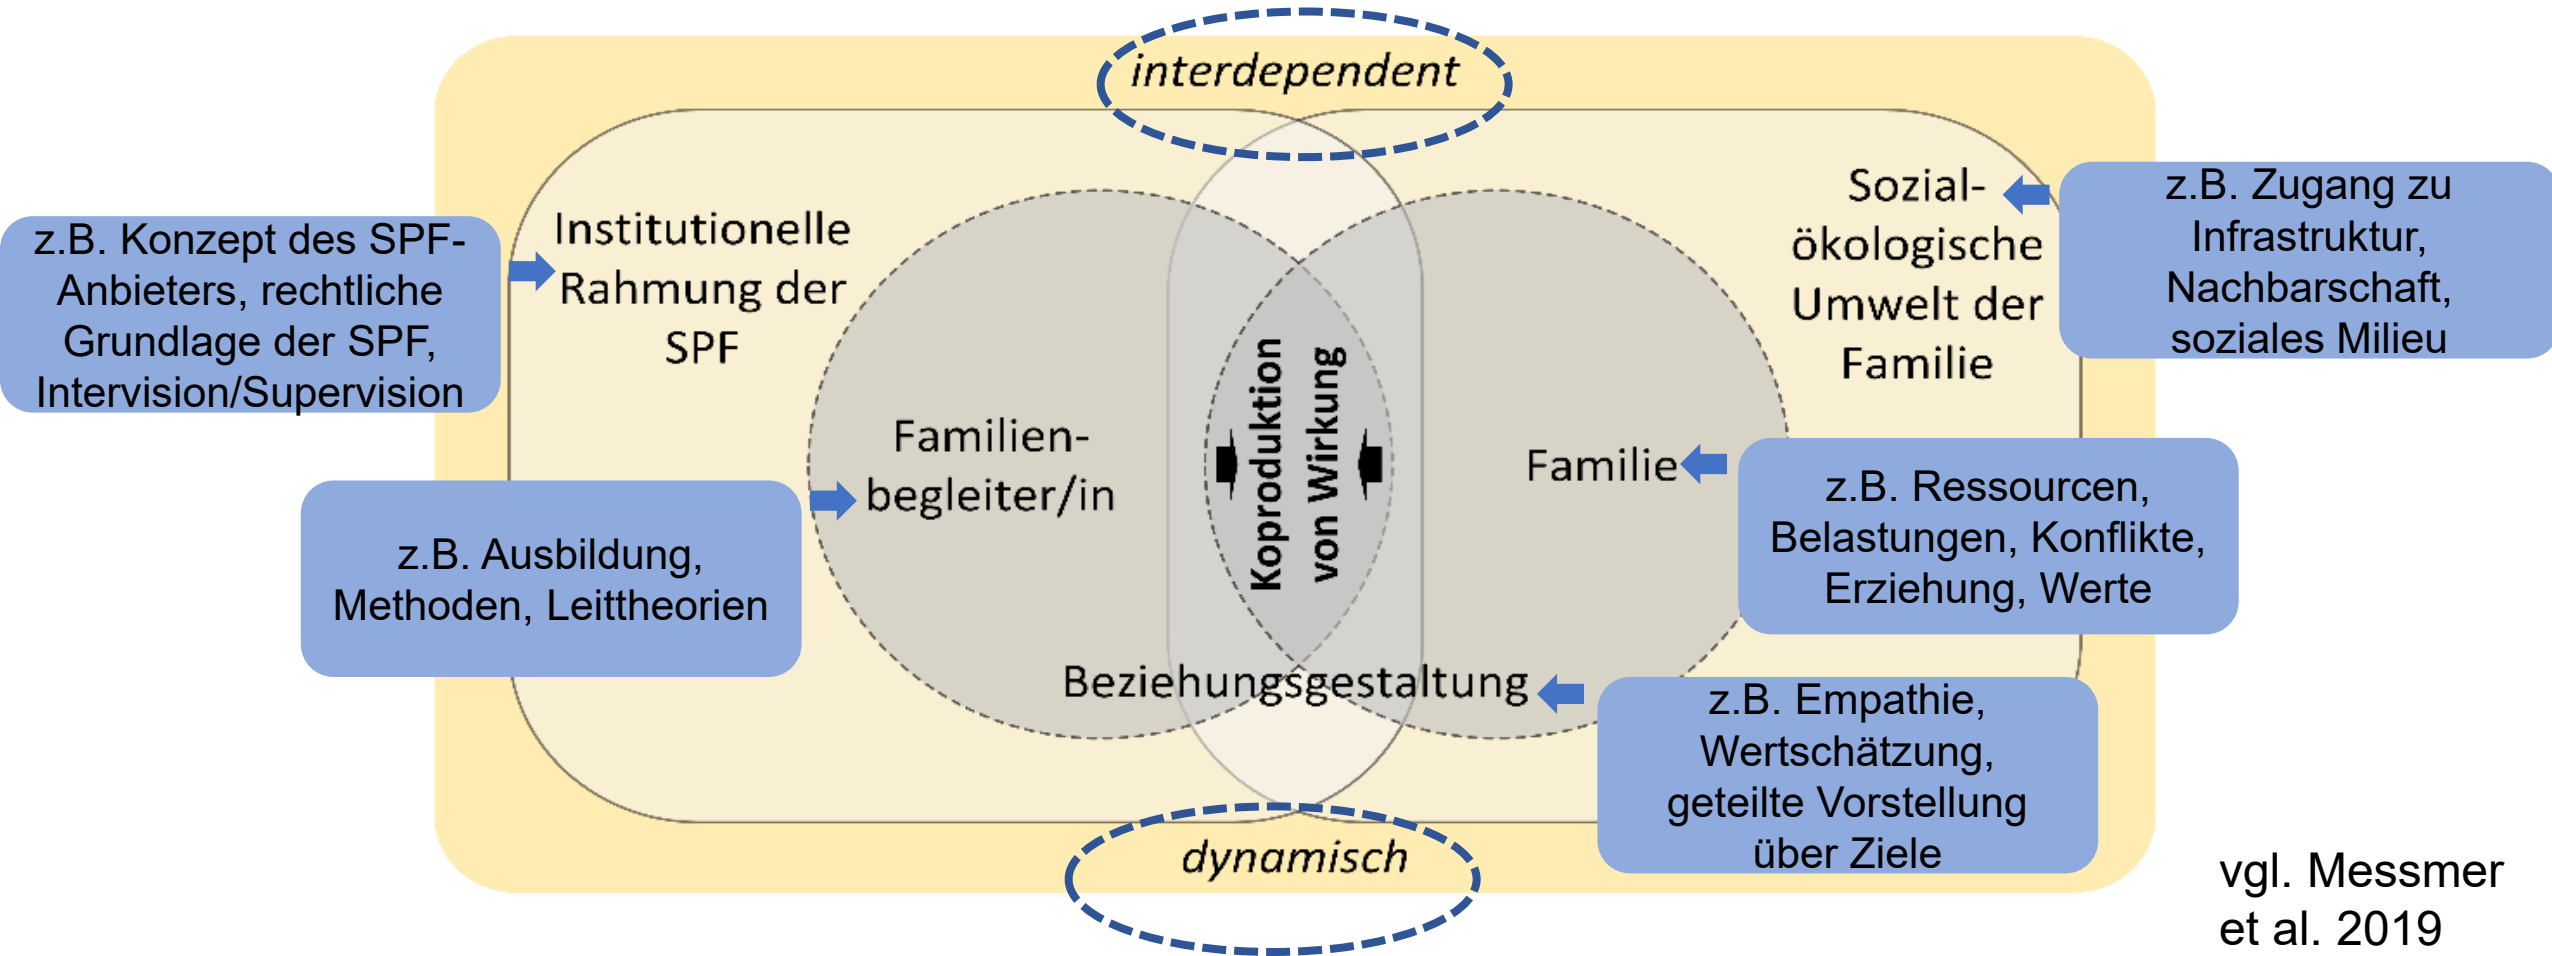 interdependent
Institutionelle
Rahmung der
SPF
z.B. Konzept des SPF-
Anbieters, rechtliche
Grundlage der SPF,
Intervision/Supervision
Sozial-
ökologische
Umwelt der
Familie
z.B. Zugang zu
Infrastruktur,
Nachbarschaft,
soziales Milieu
Familien-
begleiter/in
z.B. Ausbildung,
Methoden, Leittheorien
Koproduktion
von Wirkung
Familie
z.B. Ressourcen,
Belastungen, Konflikte,
Erziehung, Werte
Beziehungsgestaltung
z.B. Empathie,
Wertschätzung,
geteilte Vorstellung
über Ziele
dynamisch
vgl. Messmer
et al. 2019